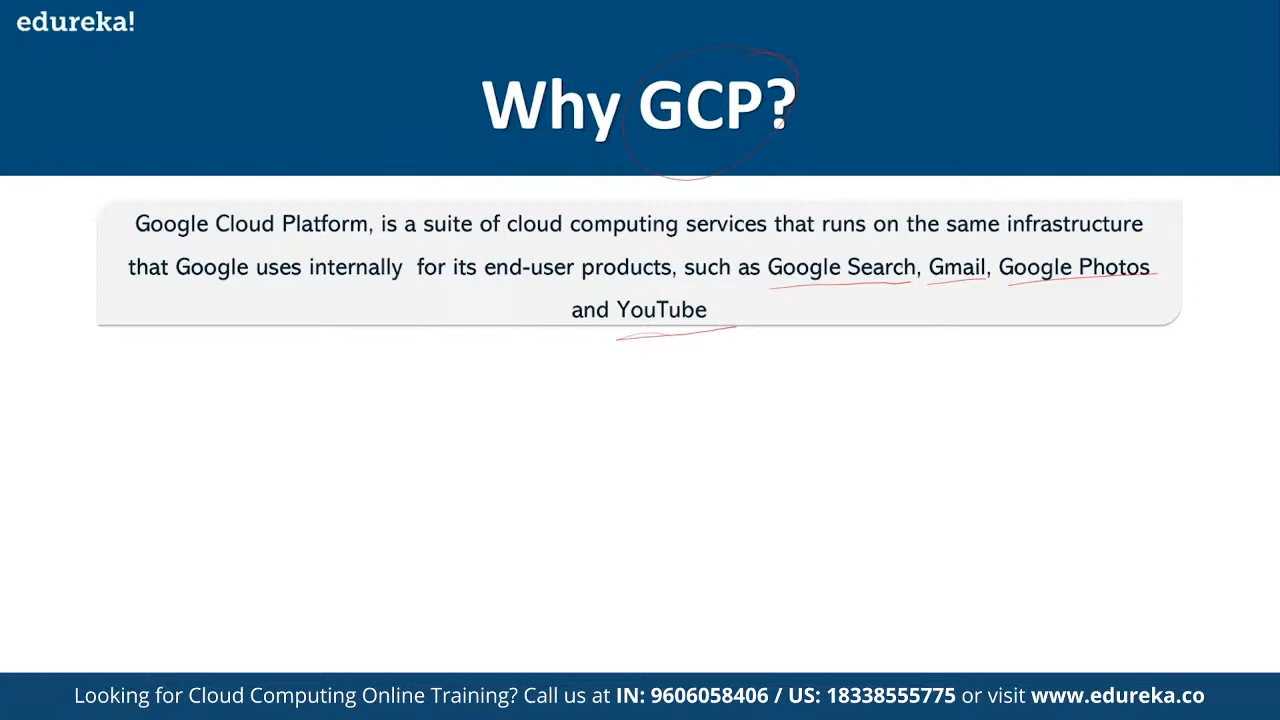 edureka!
Why GCP?
Google Cloud Platform, is a suite of cloud computing services that runs on the same infrastructure
that Google uses internally for its end-user products, such as Google Search, Gmail, Google Photos
and YouTube
Looking for Cloud Computing Online Training? Call us at IN: 9606058406 / US: 18338555775 or visit www.edureka.co